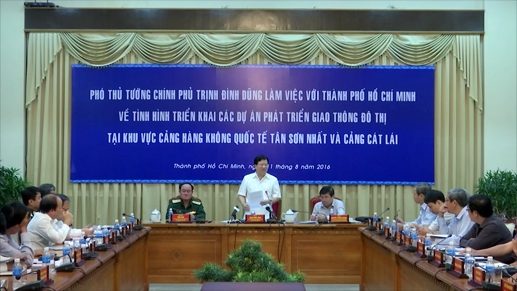 PHÓ THỦ TƯỚNG CHÍNH PHỦ TRỊNH ĐÌNH DŨNG LÀM VIỆC VỚI THÀNH PHỐ HỒ CHÍ MINH
VỀ TÌNH HÌNH TRIỂN KHAI CÁC DỰ ÁN PHÁT TRIỂN GIAO THÔNG ĐÔ THỊ
TẠI KHU VỰC CẢNG HÀNG KHÔNG QUỐC TẾ TÂN SƠN NHẤT VÀ CẢNG CÁT LÁI
Thành phố Hồ Chí Minh, 11 tháng 8 năm 2016